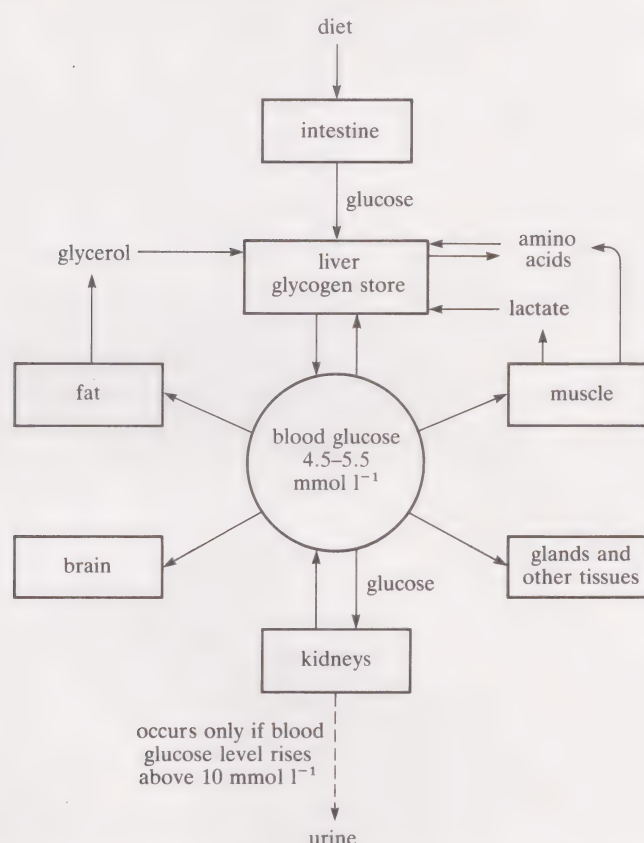 diet
intestine
glucose
glycerol
liver
glycogen store
amino
acids
lactate
fat
muscle
blood glucose
4.5–5.5
mmol l⁻¹
brain
glands and
other tissues
glucose
kidneys
occurs only if blood
glucose level rises
above 10 mmol l⁻¹
urine